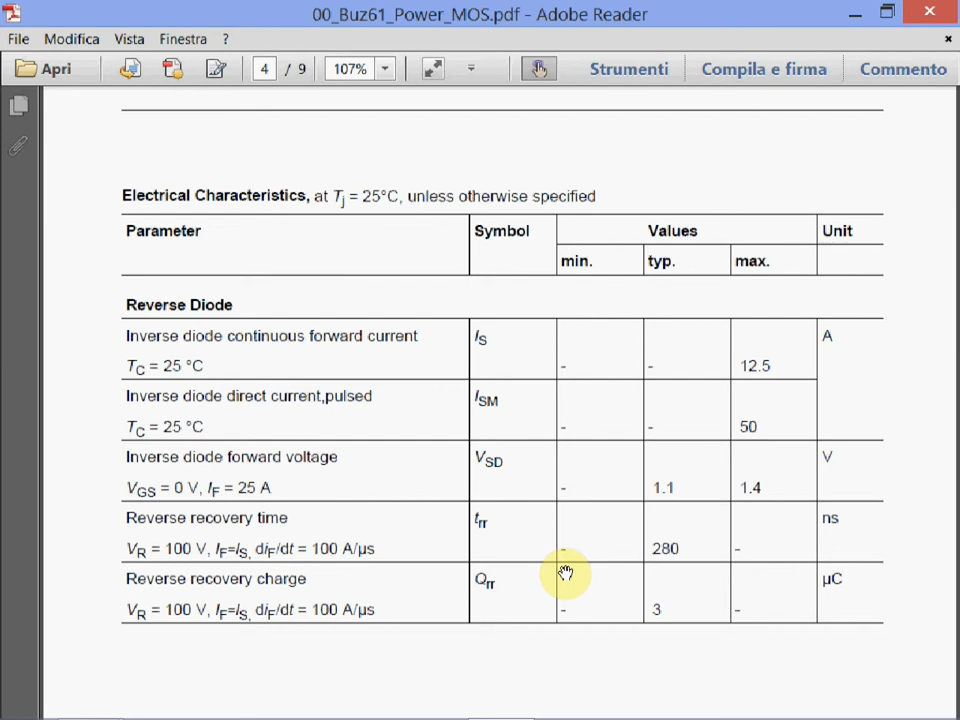 00_Buz61_Power_MOS.pdf - Adobe Reader
File Modifica Vista Finestra ?
Apri 4 / 9 107% Strumenti Compila e firma Commento
Electrical Characteristics, at Tj = 25°C, unless otherwise specified
Parameter Symbol Values Unit
min. typ. max.
Reverse Diode
Inverse diode continuous forward current IS A
TC = 25 °C - - 12.5
Inverse diode direct current,pulsed ISM
TC = 25 °C - - 50
Inverse diode forward voltage VSD V
VGS = 0 V, IF = 25 A - 1.1 1.4
Reverse recovery time trr ns
VR = 100 V, IF=IS, diF/dt = 100 A/µs - 280 -
Reverse recovery charge Qrr µC
VR = 100 V, IF=IS, diF/dt = 100 A/µs - 3 -